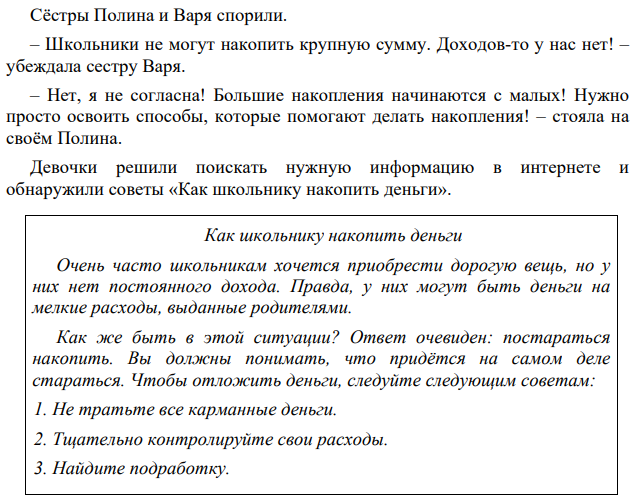 Сёстры Полина и Варя спорили.
– Школьники не могут накопить крупную сумму. Доходов-то у нас нет! –
убеждала сестру Варя.
– Нет, я не согласна! Большие накопления начинаются с малых! Нужно
просто освоить способы, которые помогают делать накопления! – стояла на
своём Полина.
Девочки решили поискать нужную информацию в интернете и
обнаружили советы «Как школьнику накопить деньги».
Как школьнику накопить деньги
Очень часто школьникам хочется приобрести дорогую вещь, но у
них нет постоянного дохода. Правда, у них могут быть деньги на
мелкие расходы, выданные родителями.
Как же быть в этой ситуации? Ответ очевиден: постараться
накопить. Вы должны понимать, что придётся на самом деле
стараться. Чтобы отложить деньги, следуйте следующим советам:
1. Не тратьте все карманные деньги.
2. Тщательно контролируйте свои расходы.
3. Найдите подработку.